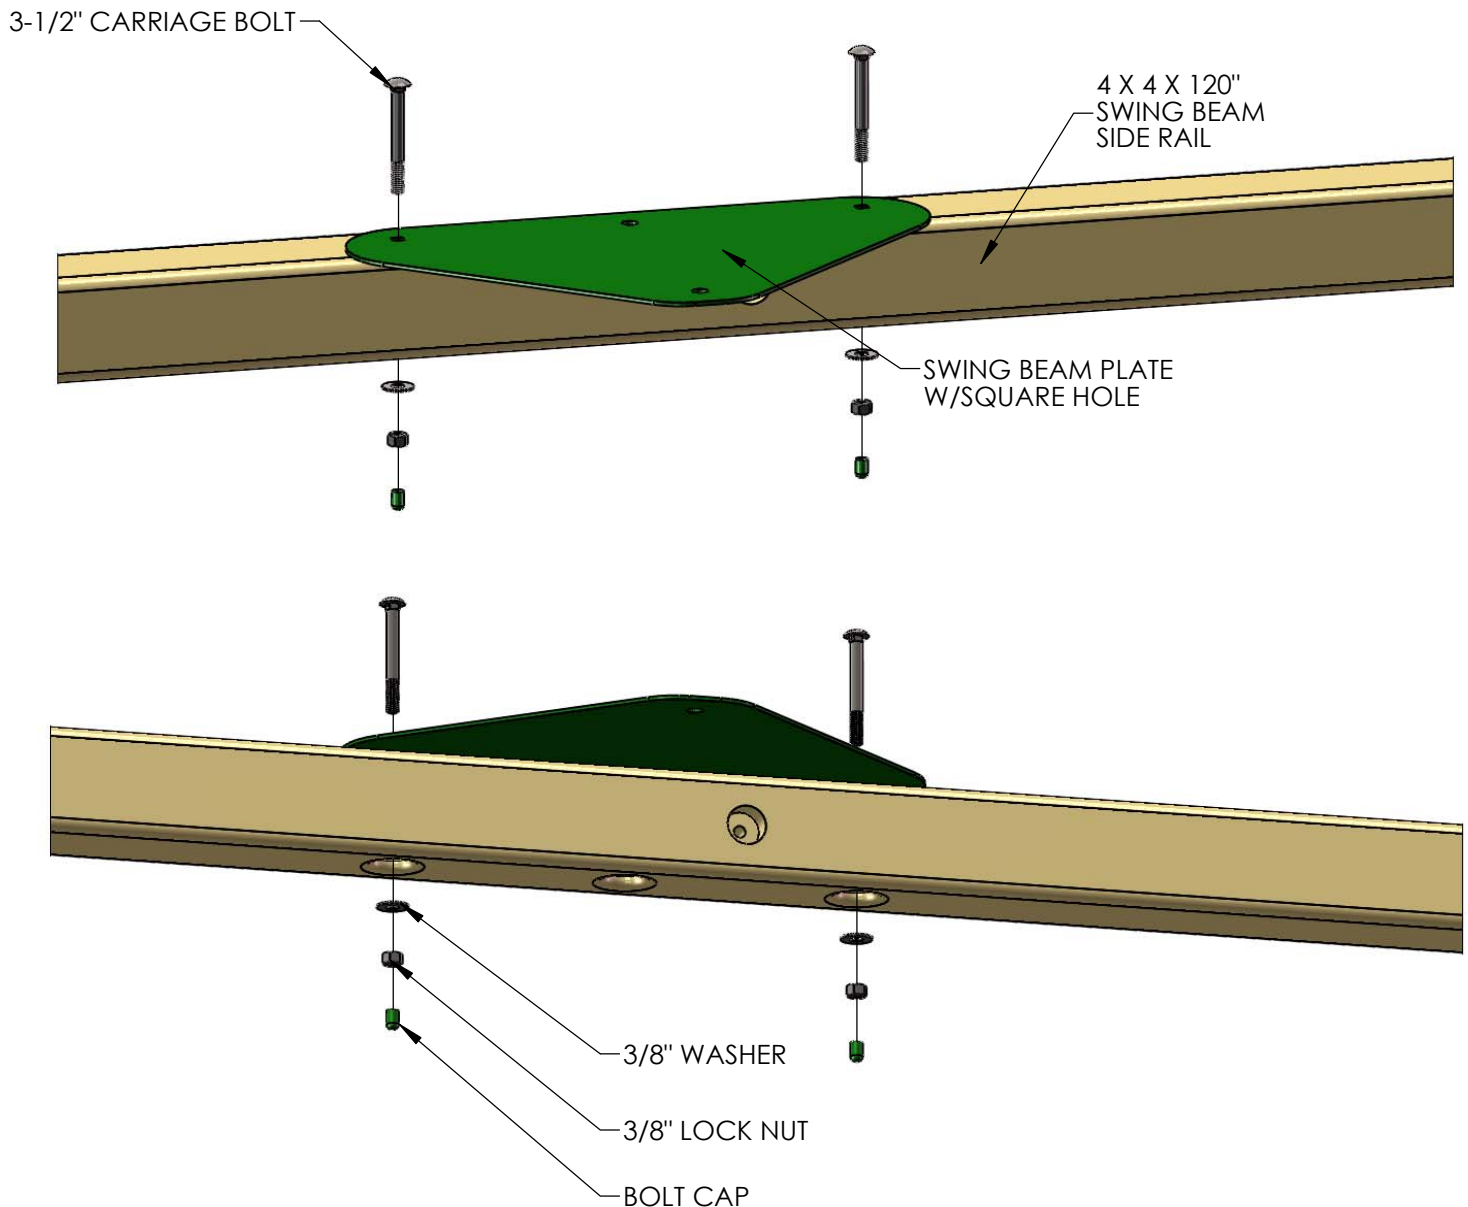 3-1/2" CARRIAGE BOLT
4 X 4 X 120"
SWING BEAM
SIDE RAIL
SWING BEAM PLATE
W/SQUARE HOLE
3/8" WASHER
3/8" LOCK NUT
BOLT CAP